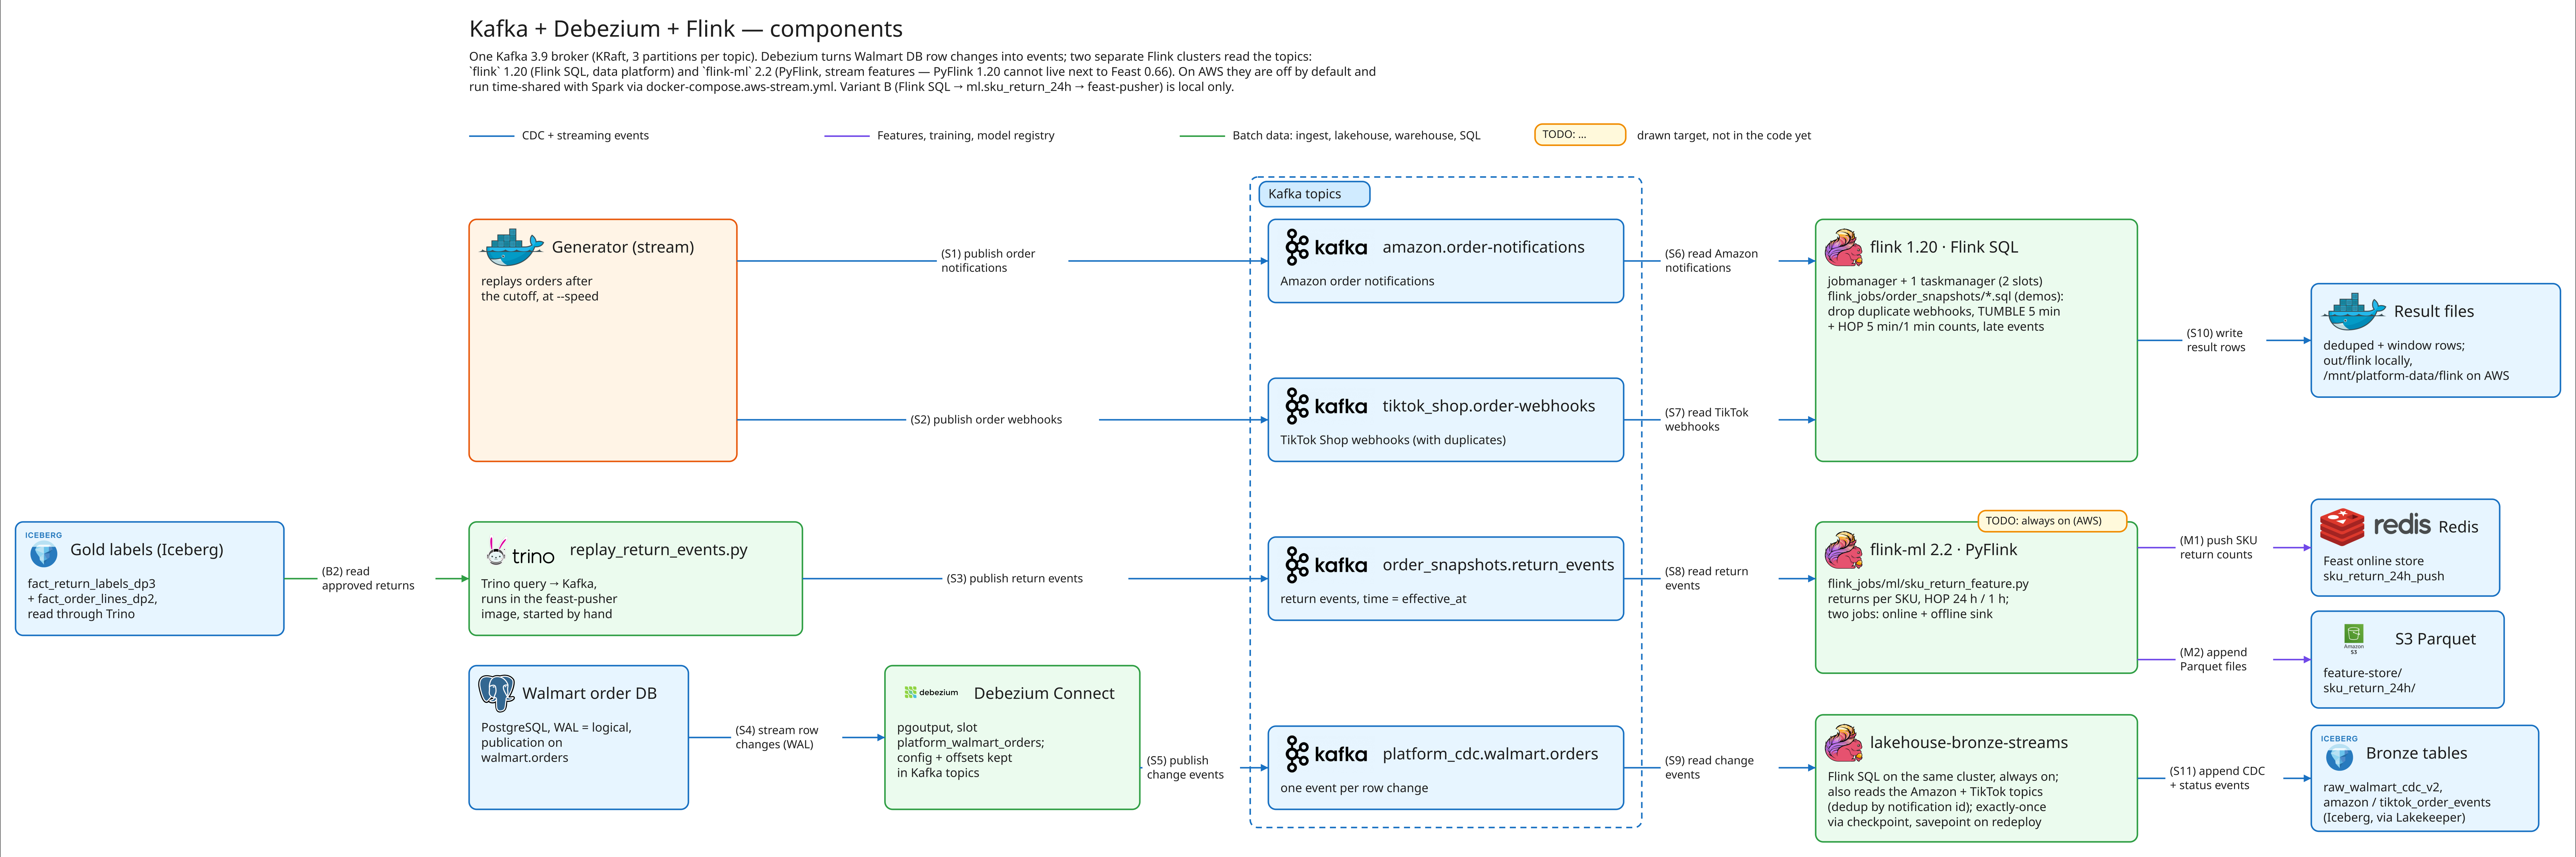 Kafka + Debezium + Flink — components
One Kafka 3.9 broker (KRaft, 3 partitions per topic). Debezium turns Walmart DB row changes into events; two separate Flink clusters read the topics:
`flink` 1.20 (Flink SQL, data platform) and `flink-ml` 2.2 (PyFlink, stream features — PyFlink 1.20 cannot live next to Feast 0.66). On AWS they are off by default and
run time-shared with Spark via docker-compose.aws-stream.yml. Variant B (Flink SQL → ml.sku_return_24h → feast-pusher) is local only.
CDC + streaming events
Features, training, model registry
Batch data: ingest, lakehouse, warehouse, SQL
TODO: ...
drawn target, not in the code yet
Kafka topics
Generator (stream)
replays orders after
the cutoff, at --speed
(S1) publish order
notifications
(S2) publish order webhooks
kafka
amazon.order-notifications
Amazon order notifications
kafka
tiktok_shop.order-webhooks
TikTok Shop webhooks (with duplicates)
(S6) read Amazon
notifications
(S7) read TikTok
webhooks
flink 1.20 · Flink SQL
jobmanager + 1 taskmanager (2 slots)
flink_jobs/order_snapshots/*.sql (demos):
drop duplicate webhooks, TUMBLE 5 min
+ HOP 5 min/1 min counts, late events
(S10) write
result rows
Result files
deduped + window rows;
out/flink locally,
/mnt/platform-data/flink on AWS
ICEBERG
Gold labels (Iceberg)
fact_return_labels_dp3
+ fact_order_lines_dp2,
read through Trino
(B2) read
approved returns
trino
replay_return_events.py
Trino query → Kafka,
runs in the feast-pusher
image, started by hand
(S3) publish return events
kafka
order_snapshots.return_events
return events, time = effective_at
(S8) read return
events
TODO: always on (AWS)
flink-ml 2.2 · PyFlink
flink_jobs/ml/sku_return_feature.py
returns per SKU, HOP 24 h / 1 h;
two jobs: online + offline sink
(M1) push SKU
return counts
redis
Redis
Feast online store
sku_return_24h_push
(M2) append
Parquet files
Amazon
S3
S3 Parquet
feature-store/
sku_return_24h/
Walmart order DB
PostgreSQL, WAL = logical,
publication on
walmart.orders
(S4) stream row
changes (WAL)
debezium
Debezium Connect
pgoutput, slot
platform_walmart_orders;
config + offsets kept
in Kafka topics
(S5) publish
change events
kafka
platform_cdc.walmart.orders
one event per row change
(S9) read change
events
lakehouse-bronze-streams
Flink SQL on the same cluster, always on;
also reads the Amazon + TikTok topics
(dedup by notification id); exactly-once
via checkpoint, savepoint on redeploy
(S11) append CDC
+ status events
ICEBERG
Bronze tables
raw_walmart_cdc_v2,
amazon / tiktok_order_events
(Iceberg, via Lakekeeper)